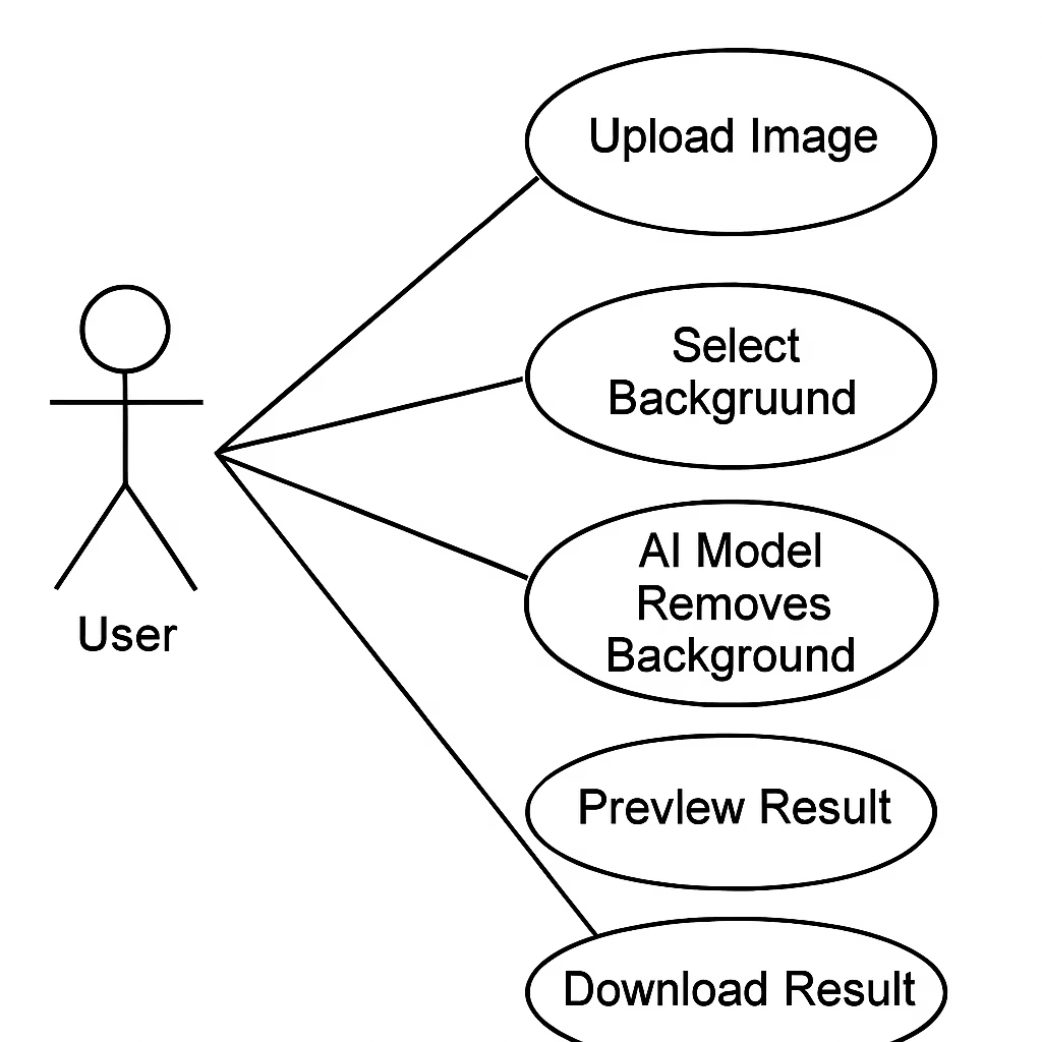 Upload Image
Select
Backgruund
AI Model
Removes
Background
User
Prevlew Result
Download Result